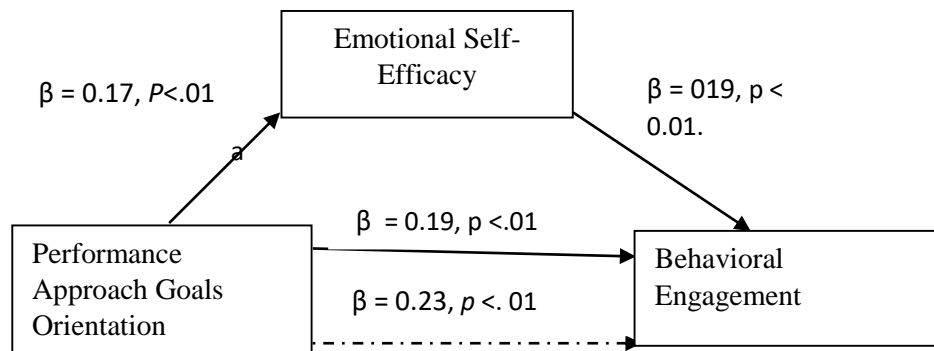 Emotional Self-
Efficacy
β = 0.17, P<.01
β = 019, p <
0.01.
a
β = 0.19, p <.01
Performance
Approach Goals
Orientation
Behavioral
Engagement
β = 0.23, p <. 01